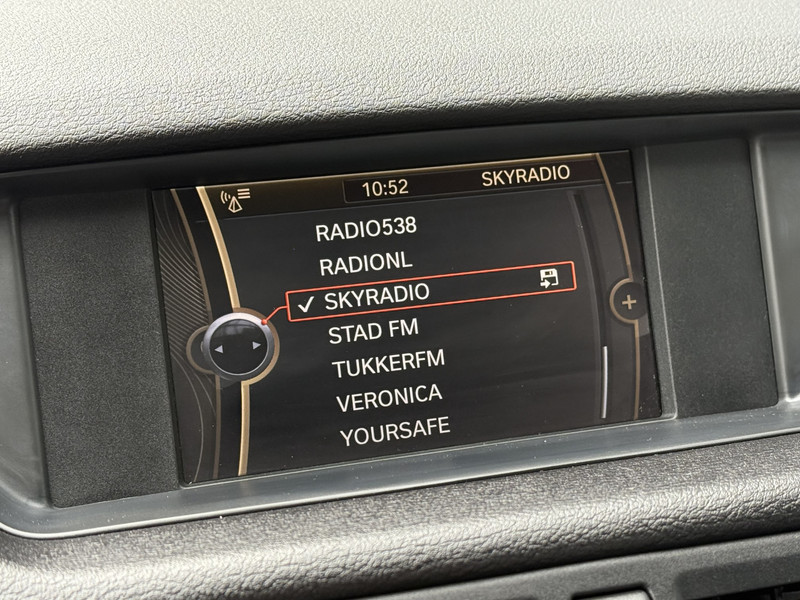 10:52 SKYRADIO
RADIO538
RADIONL
✓ SKYRADIO
STAD FM
TUKKERFM
VERONICA
YOURSAFE